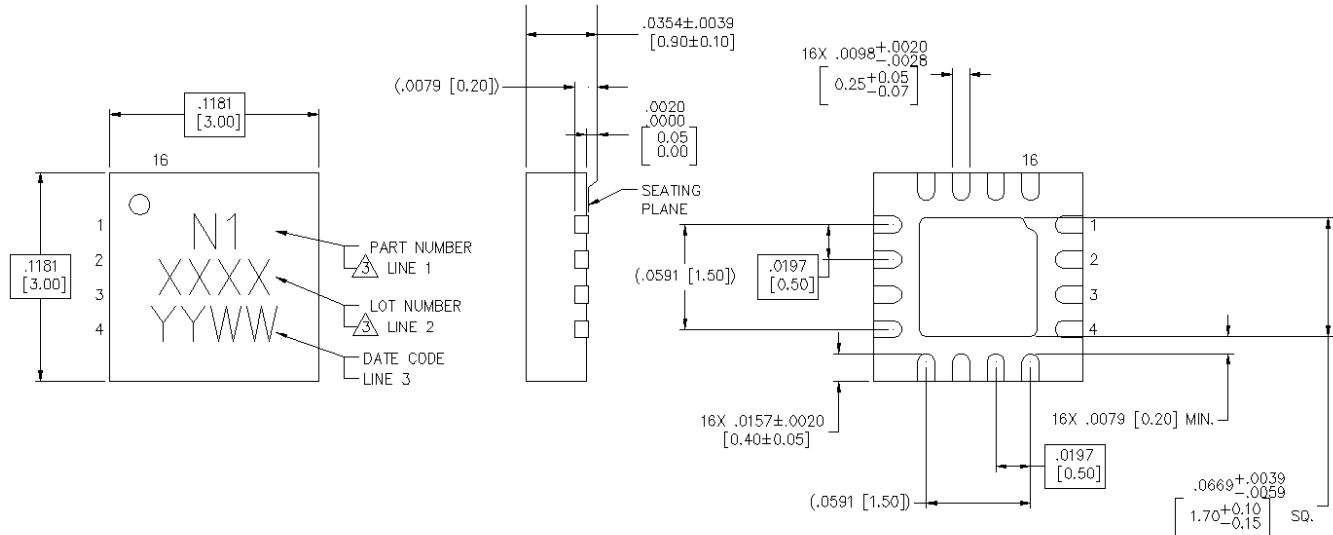 .1181
[3.00]
16
.1181
[3.00]
1
2
3
4
N1
XXXX
YYWW
PART NUMBER
3 LINE 1
LOT NUMBER
3 LINE 2
DATE CODE
LINE 3
.0354±.0039
[0.90±0.10]
(.0079 [0.20])
.0020
.0000
[0.05
0.00]
SEATING
PLANE
16X .0098+.0020
-.0028
[0.25+0.05
-0.07]
16
(.0591 [1.50])
.0197
[0.50]
1
2
3
4
16X .0157±.0020
[0.40±0.05]
16X .0079 [0.20] MIN.
.0197
[0.50]
(.0591 [1.50])
.0669+.0039
-.0059
[1.70+0.10
-0.15] SQ.